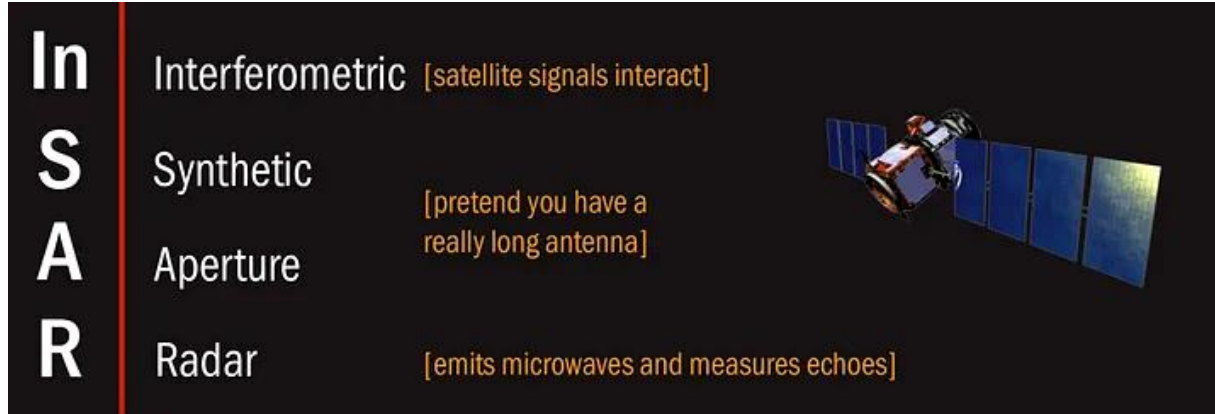 In
Interferometric [satellite signals interact]
S
Synthetic
[pretend you have a
really long antenna]
A
Aperture
R
Radar [emits microwaves and measures echoes]